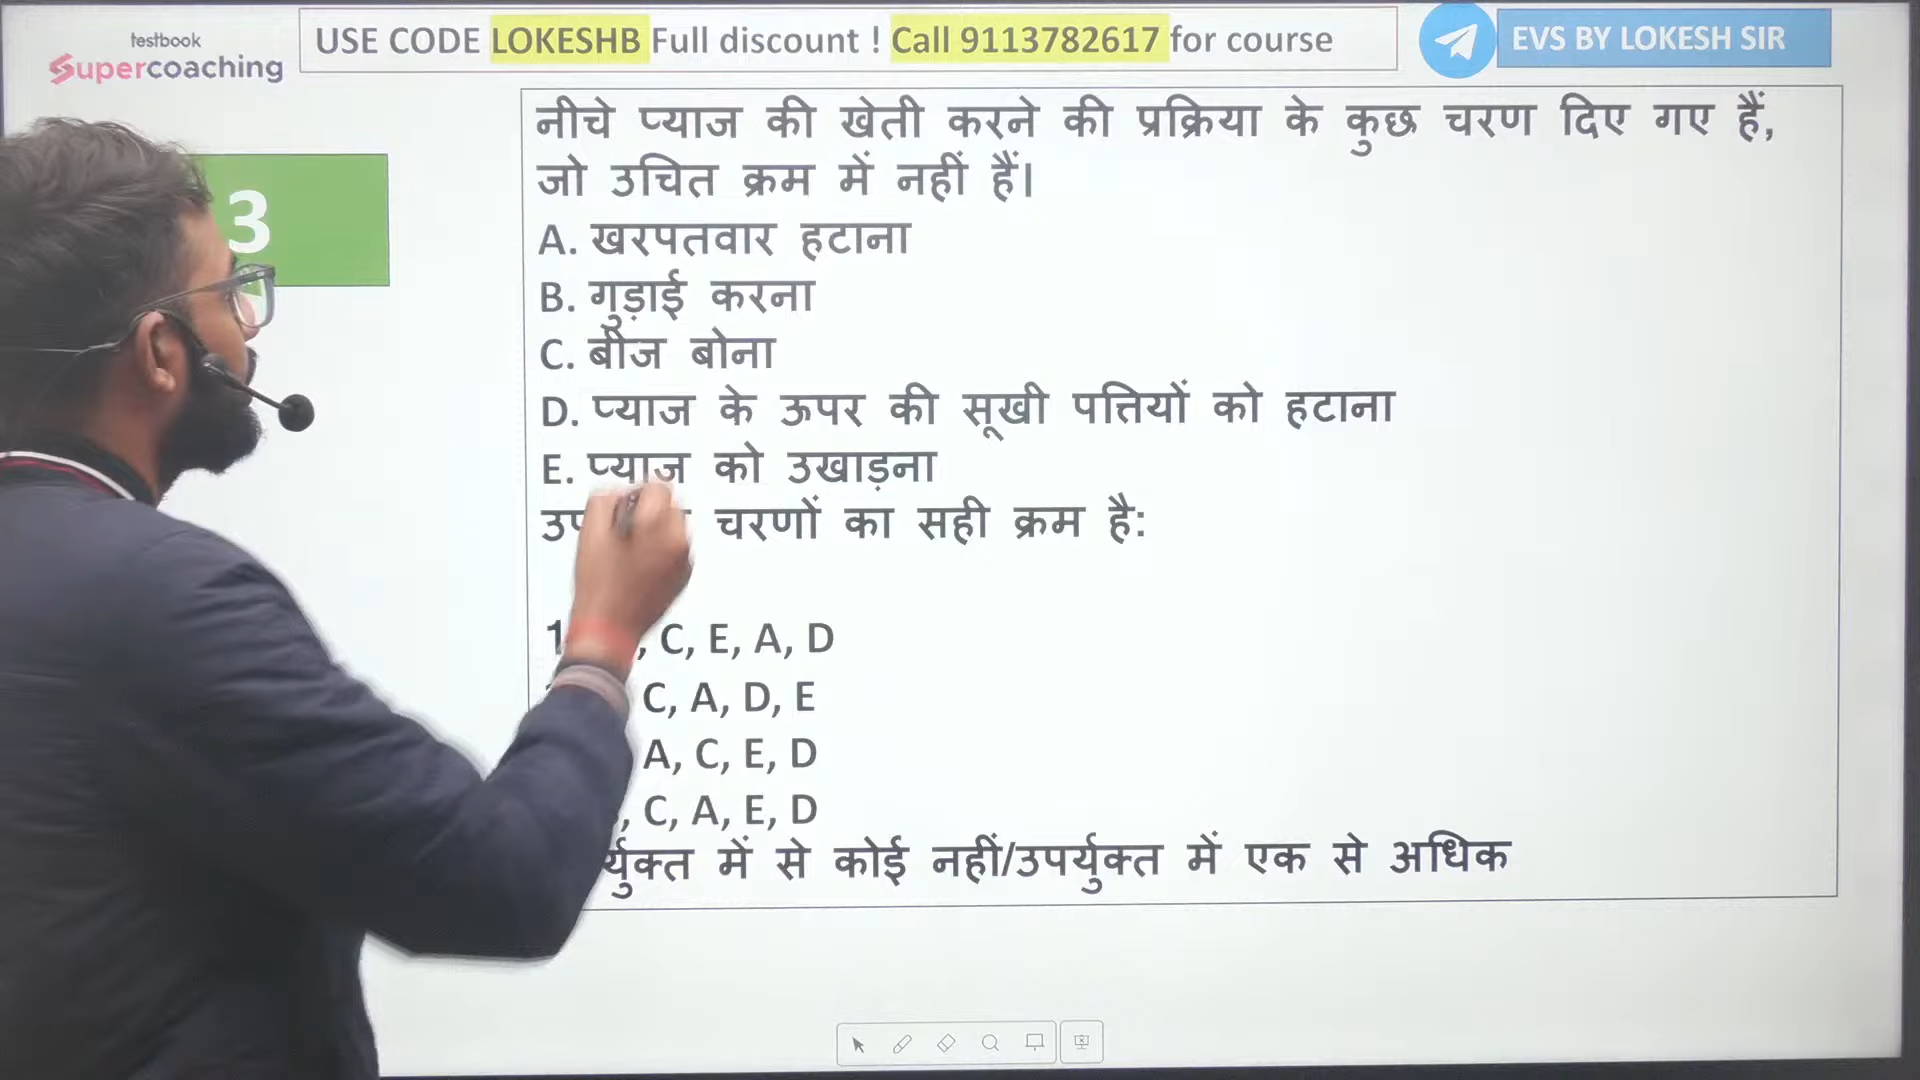 testbook
Supercoaching
USE CODE LOKESHB Full discount ! Call 9113782617 for course
EVS BY LOKESH SIR
3
नीचे प्याज की खेती करने की प्रक्रिया के कुछ चरण दिए गए हैं,
जो उचित क्रम में नहीं हैं।
A. खरपतवार हटाना
B. गुड़ाई करना
C. बीज बोना
D. प्याज के ऊपर की सूखी पत्तियों को हटाना
E. प्याज को उखाड़ना
चरणों का सही क्रम है:
1 , C, E, A, D
C, A, D, E
A, C, E, D
, C, A, E, D
में से कोई नहीं/उपर्युक्त में एक से अधिक